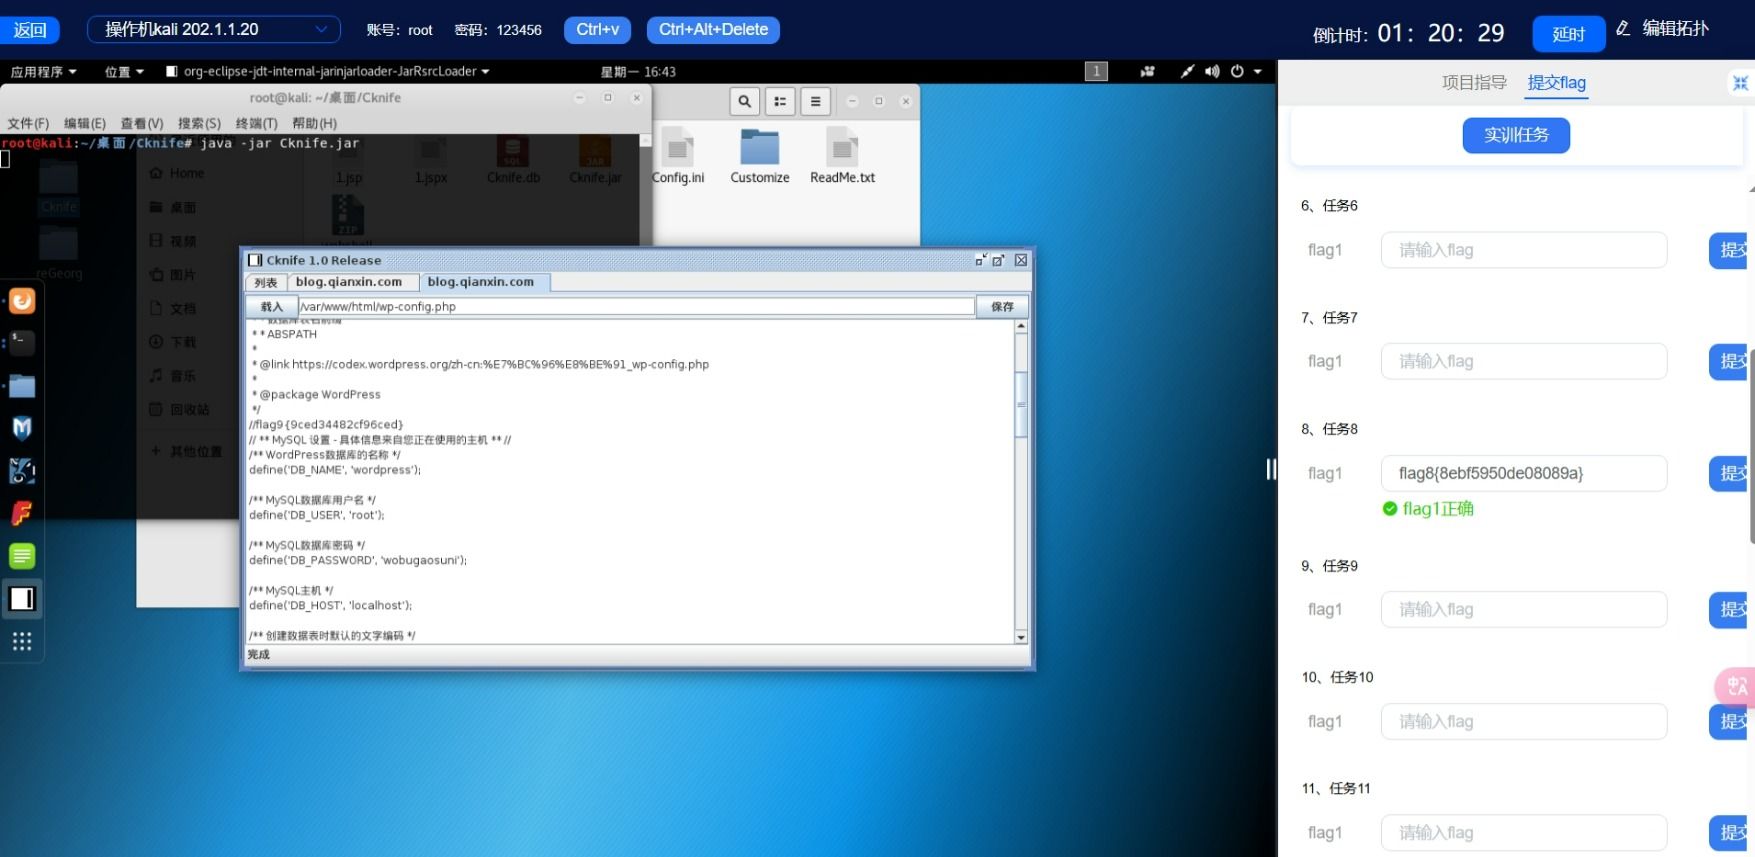 返回
操作机kali 202.1.1.20
账号：root
密码：123456
Ctrl+v
Ctrl+Alt+Delete
倒计时：01：20：29
延时
编辑拓扑
应用程序
位置
org-eclipse-jdt-internal-jarinjarloader-JarRsrcLoader
星期一 16:43
1
项目指导
提交flag
root@kali: ~/桌面/Cknife
文件(F) 编辑(E) 查看(V) 搜索(S) 终端(T) 帮助(H)
root@kali:~/桌面/Cknife# java -jar Cknife.jar
Cknife
reGeorg
Home
桌面
视频
图片
文档
下载
音乐
回收站
+ 其他位置
1.jsp
1.jspx
SQL
Cknife.db
JAR
Cknife.jar
Config.ini
Customize
ReadMe.txt
ZIP
Cknife 1.0 Release
列表
blog.qianxin.com
blog.qianxin.com
载入
/var/www/html/wp-config.php
保存
* * 数据库表名前缀
* * ABSPATH
*
* @link https://codex.wordpress.org/zh-cn:%E7%BC%96%E8%BE%91_wp-config.php
*
* @package WordPress
*/
//flag9{9ced34482cf96ced}
// ** MySQL 设置 - 具体信息来自您正在使用的主机 ** //
/** WordPress数据库的名称 */
define('DB_NAME', 'wordpress');
/** MySQL数据库用户名 */
define('DB_USER', 'root');
/** MySQL数据库密码 */
define('DB_PASSWORD', 'wobugaosuni');
/** MySQL主机 */
define('DB_HOST', 'localhost');
/** 创建数据表时默认的文字编码 */
完成
实训任务
6、任务6
flag1
请输入flag
提交
7、任务7
flag1
请输入flag
提交
8、任务8
flag1
flag8{8ebf5950de08089a}
提交
flag1正确
9、任务9
flag1
请输入flag
提交
10、任务10
flag1
请输入flag
提交
11、任务11
flag1
请输入flag
提交